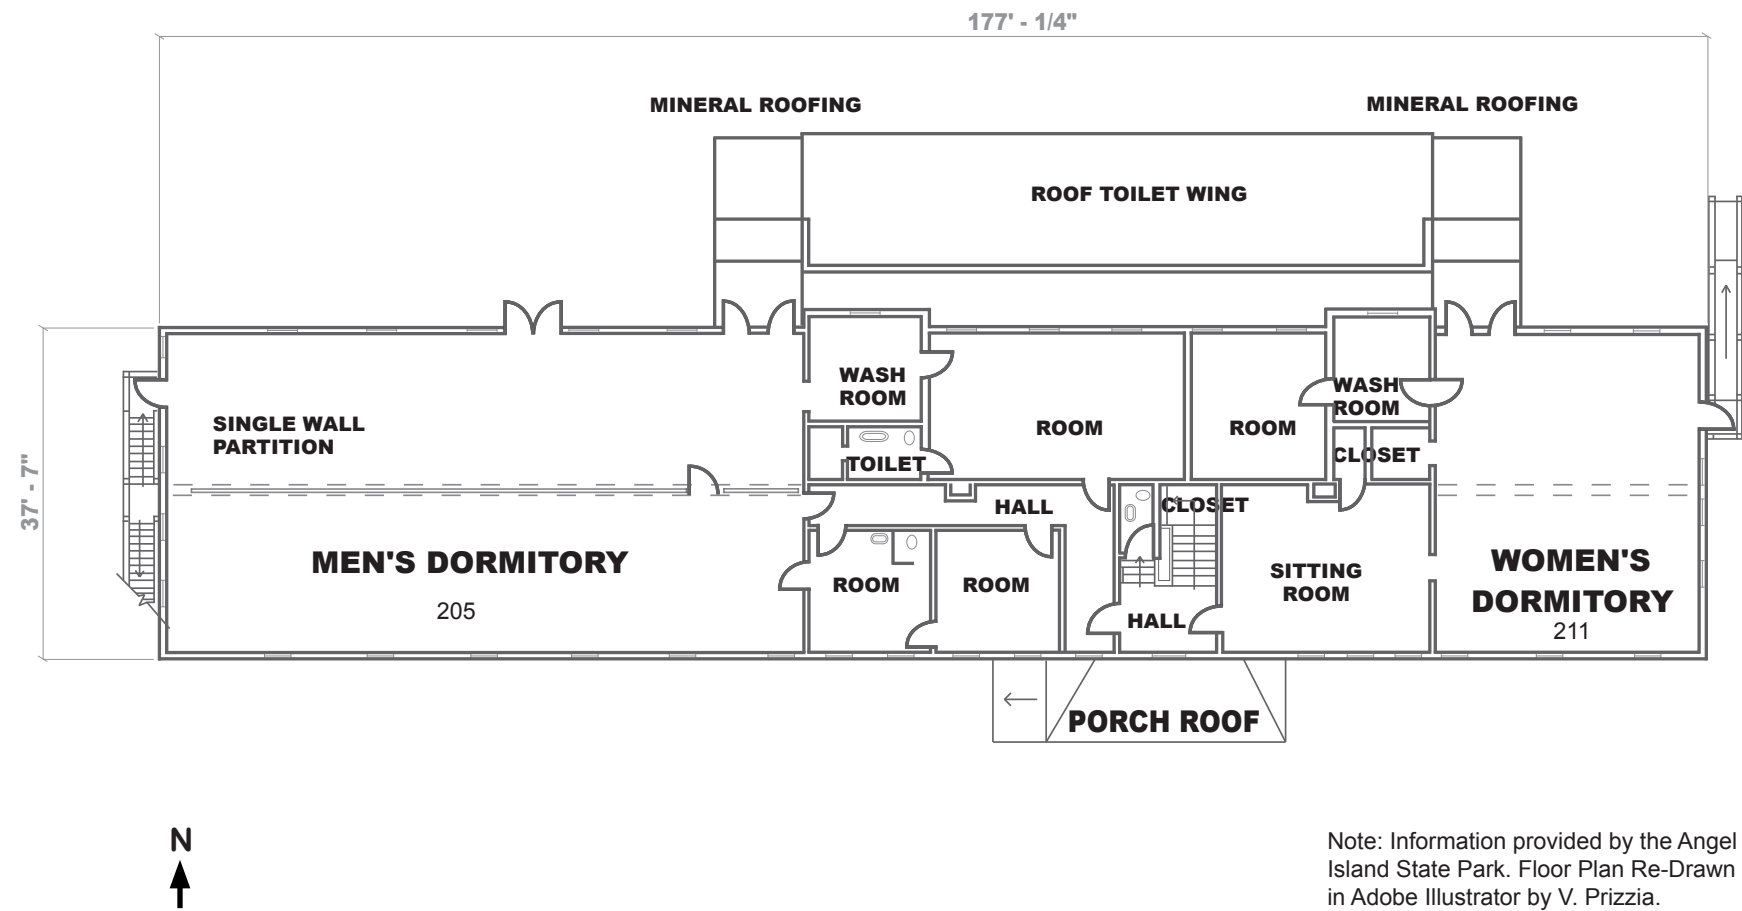 177' - 1/4"
MINERAL ROOFING
MINERAL ROOFING
ROOF TOILET WING
37' - 7"
SINGLE WALL
PARTITION
WASH
ROOM
ROOM
ROOM
WASH
ROOM
TOILET
CLOSET
HALL
CLOSET
MEN'S DORMITORY
205
ROOM
ROOM
HALL
SITTING
ROOM
WOMEN'S
DORMITORY
211
PORCH ROOF
N
Note: Information provided by the Angel
Island State Park. Floor Plan Re-Drawn
in Adobe Illustrator by V. Prizzia.